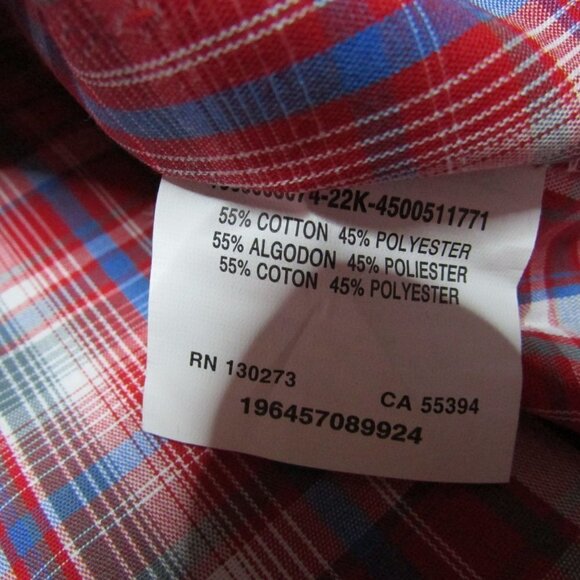 74-22K-4500511771
55% COTTON 45% POLYESTER
55% ALGODON 45% POLIESTER
55% COTON 45% POLYESTER
RN 130273
CA 55394
196457089924